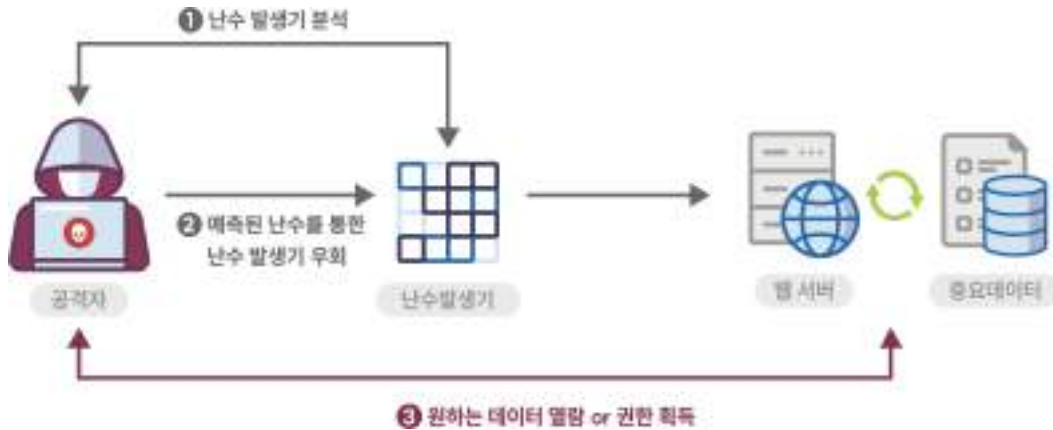 ❶ 난수 발생기 분석
❷ 예측된 난수를 통한
난수 발생기 우회
공격자
난수발생기
웹 서버
중요데이터
❸ 원하는 데이터 열람 or 권한 획득